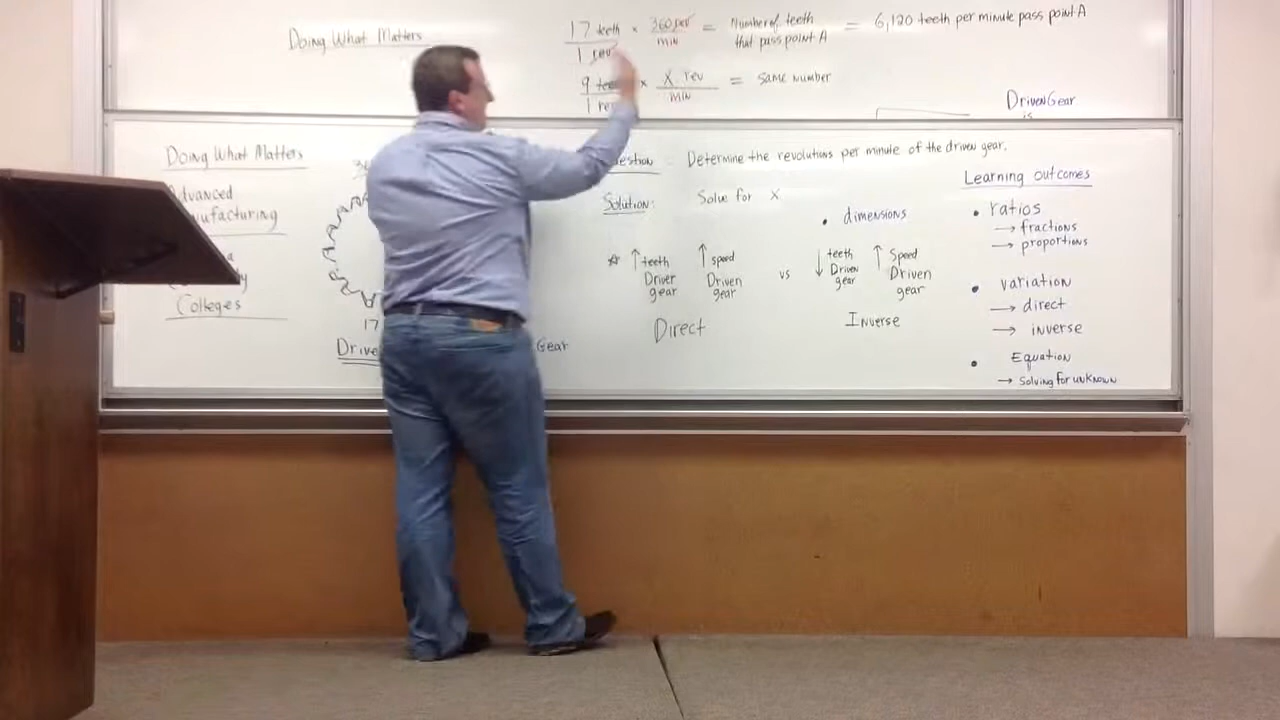 Doing What Matters
17 teeth × 360 rev = Number of teeth = 6,120 teeth per minute pass point A
1 rev min that pass point A
9 × X rev = same number
1 min
Driven Gear
is
Doing What Matters
Determine the revolutions per minute of the driven gear.
Learning outcomes
Solution: Solve for X
• dimensions
• ratios
→ fractions
→ proportions
☆ ↑ teeth Driver gear
↑ speed Driven gear
vs
↓ teeth Driven gear
↑ Speed Driven gear
Direct
Inverse
• variation
→ direct
→ inverse
• Equation
→ solving for unknown
Colleges
17
Gear